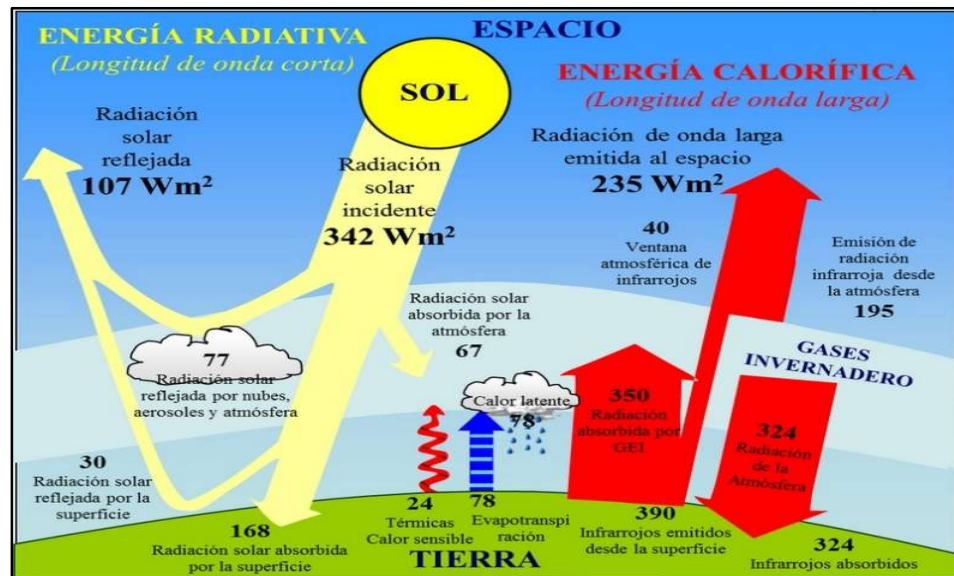 ESPACIO
ENERGÍA RADIATIVA
(Longitud de onda corta)
SOL
ENERGÍA CALORÍFICA
(Longitud de onda larga)
Radiación
solar
reflejada
107 Wm²
Radiación
solar
incidente
342 Wm²
Radiación de onda larga
emitida al espacio
235 Wm²
40
Ventana
atmosférica de
infrarrojos
Emisión de
radiación
infrarroja desde
la atmósfera
195
Radiación solar
absorbida por la
atmósfera
67
77
Radiación solar
reflejada por nubes,
aerosoles y atmósfera
GASES
INVERNADERO
Calor latente
78
350
Radiación
absorbida por
GEI
324
Radiación
de la
Atmósfera
30
Radiación solar
reflejada por la
superficie
168
Radiación solar absorbida
por la superficie
24
Térmicas
Calor sensible
78
Evapotranspi
ración
390
Infrarrojos emitidos
desde la superficie
324
Infrarrojos absorbidos
TIERRA